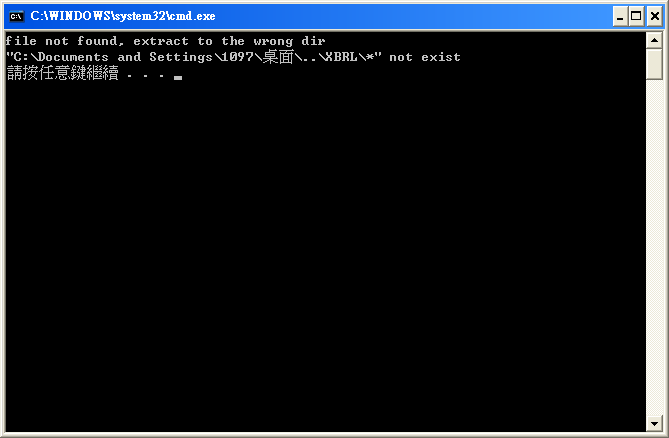 C:\WINDOWS\system32\cmd.exe
file not found, extract to the wrong dir
"C:\Documents and Settings\1097\桌面\..\XBRL\*" not exist
請按任意鍵繼續 . . .